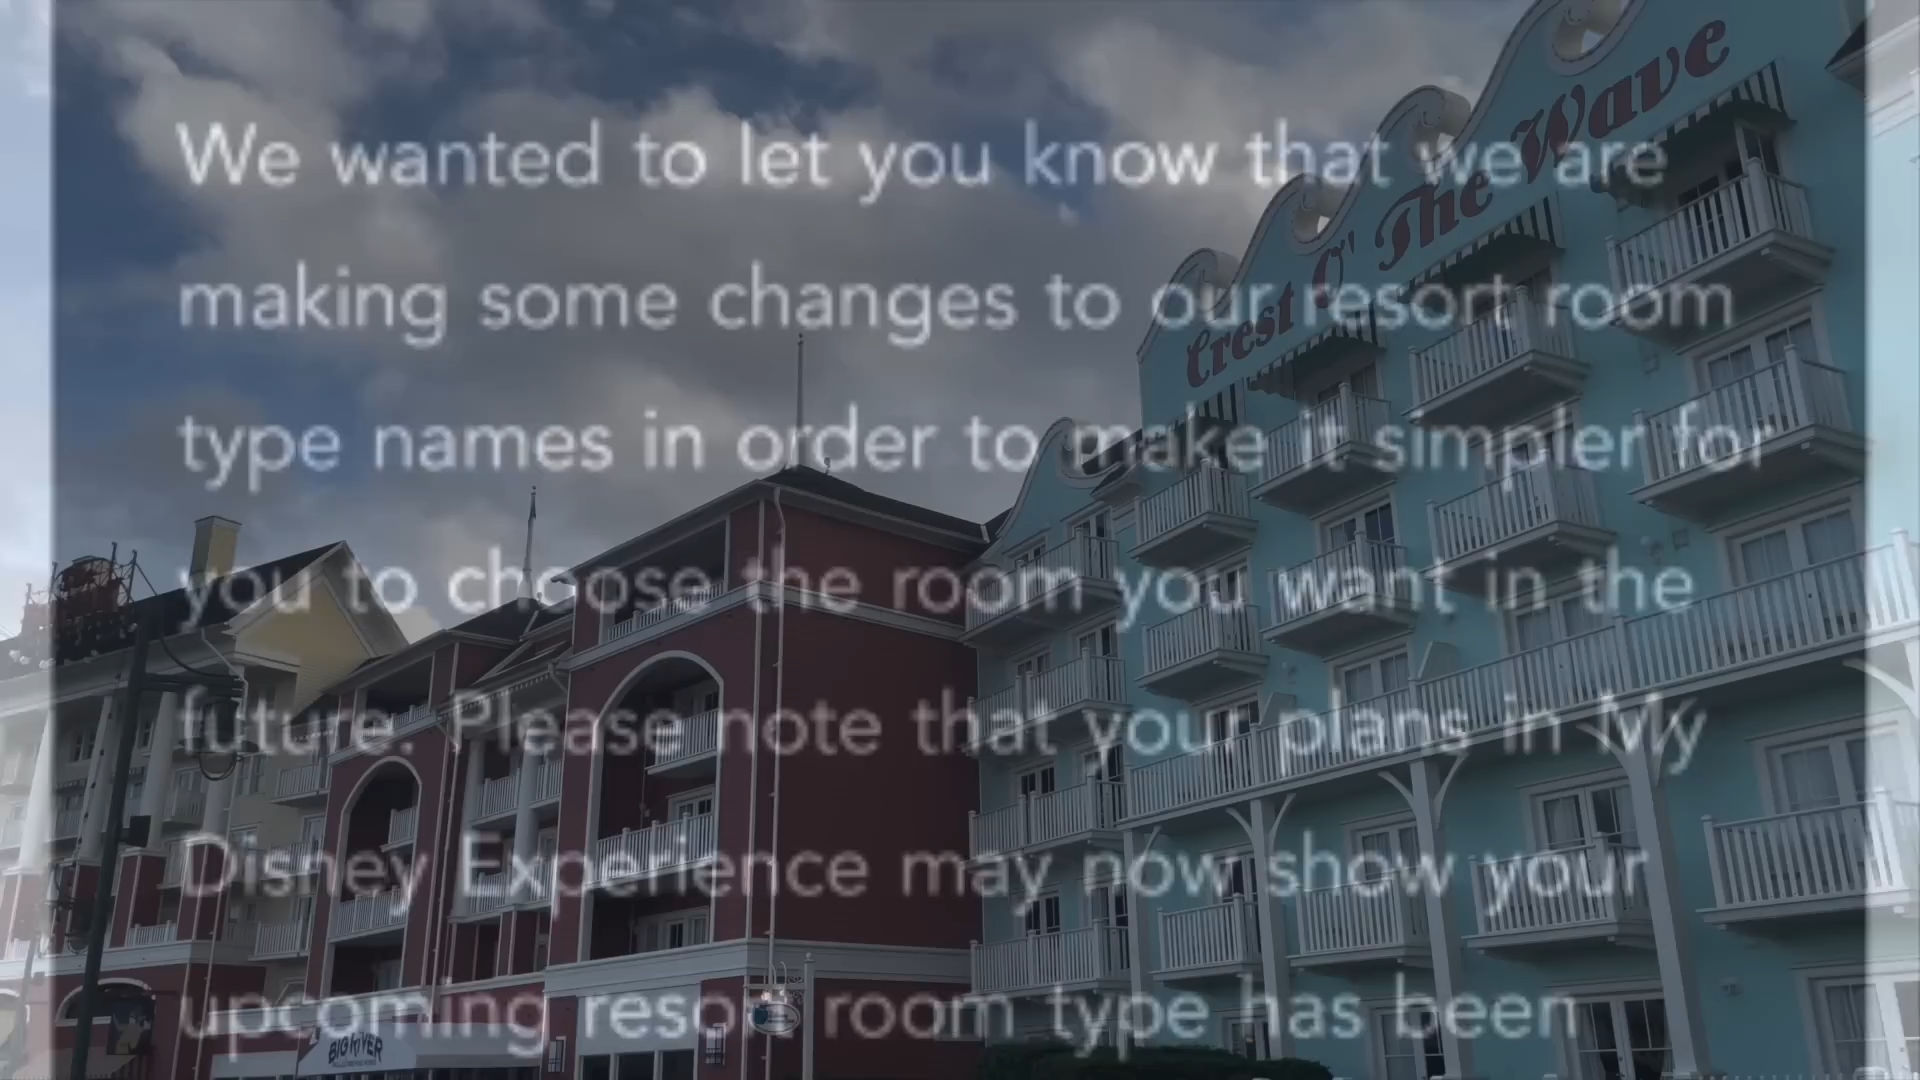 We wanted to let you know that we are
making some changes to our resort room
type names in order to make it simpler for
you to choose the room you want in the
future. Please note that your plans in My
Disney Experience may now show your
upcoming resort room type has been
Crest O' The Wave
BIG RIVER